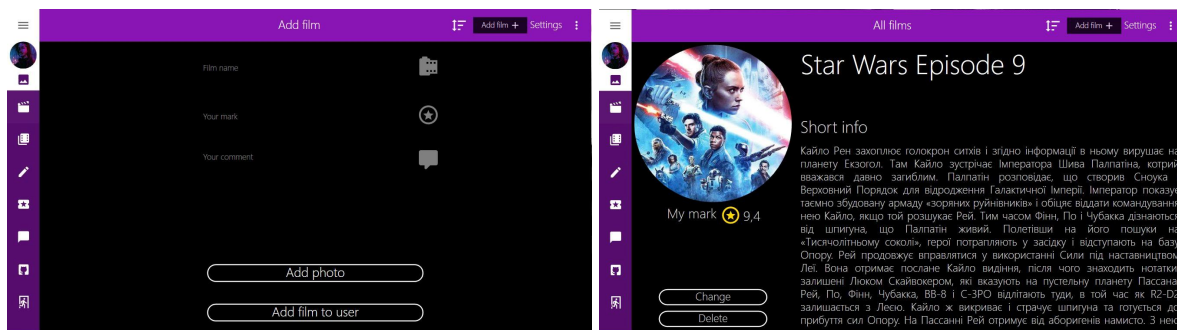 Add film
Add film +
Settings
Film name
Your mark
Your comment
Add photo
Add film to user
All films
Add film +
Settings
Star Wars Episode 9
Short info
Кайло Рен захоплює голокрон ситхів і згідно інформації в ньому вирушає на
планету Екзогол. Там Кайло зустрічає Імператора Шива Палпатіна, котрий
вважався давно загиблим. Палпатін розповідає, що створив Сноука і
Верховний Порядок для відродження Галактичної Імперії. Імператор показує
таємно збудовану армаду «зоряних руйнівників» і обіцяє віддати командування
нею Кайло, якщо той розшукає Рей. Тим часом Фінн, По і Чубакка дізнаються
від шпигуна, що Палпатін живий. Полетівши на його пошуки на
«Тисячолітньому соколі», герої потрапляють у засідку і відступають на базу
Опору. Рей продовжує вправлятися у використанні Сили під наставництвом
Леї. Вона отримає послане Кайло видіння, після чого знаходить нотатки,
залишені Люком Скайвокером, які вказують на пустельну планету Пассана.
Рей, По, Фінн, Чубакка, BB-8 і C-3PO відлітають туди, в той час як R2-D2
залишається з Леєю. Кайло ж викриває і страчує шпигуна та готується до
прибуття сил Опору. На Пассанні Рей отримує від аборигенів намисто. З нею
My mark 9,4
Change
Delete